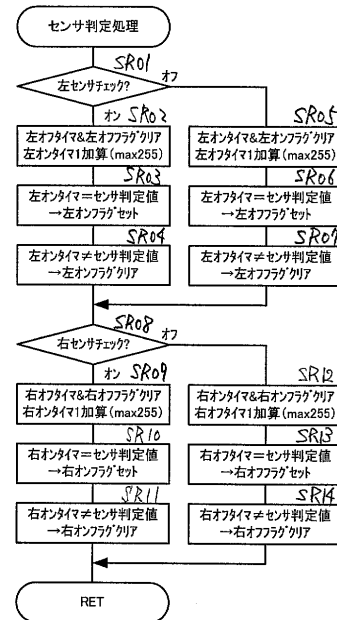 センサ判定処理
SR01
左センサチェック?
オフ
オン
SR02
左オフタイマ&左オフフラグクリア
左オンタイマ1加算(max255)
SR03
左オンタイマ=センサ判定値
→左オンフラグセット
SR04
左オンタイマ≠センサ判定値
→左オンフラグクリア
SR05
左オンタイマ&左オンフラグクリア
左オフタイマ1加算(max255)
SR06
左オフタイマ=センサ判定値
→左オフフラグセット
SR07
左オフタイマ≠センサ判定値
→左オフフラグクリア
SR08
右センサチェック?
オフ
オン
SR09
右オフタイマ&右オフフラグクリア
右オンタイマ1加算(max255)
SR10
右オンタイマ=センサ判定値
→右オンフラグセット
SR11
右オンタイマ≠センサ判定値
→右オンフラグクリア
SR12
右オンタイマ&右オンフラグクリア
右オフタイマ1加算(max255)
SR13
右オフタイマ=センサ判定値
→右オフフラグセット
SR14
右オフタイマ≠センサ判定値
→右オフフラグクリア
RET